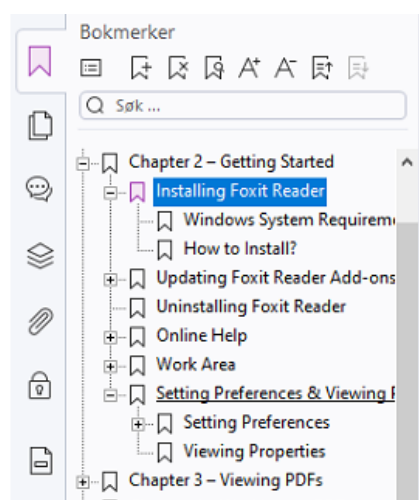 Bokmerker
Søk ...
Chapter 2 – Getting Started
Installing Foxit Reader
Windows System Requirem
How to Install?
Updating Foxit Reader Add-ons
Uninstalling Foxit Reader
Online Help
Work Area
Setting Preferences & Viewing
Setting Preferences
Viewing Properties
Chapter 3 – Viewing PDFs